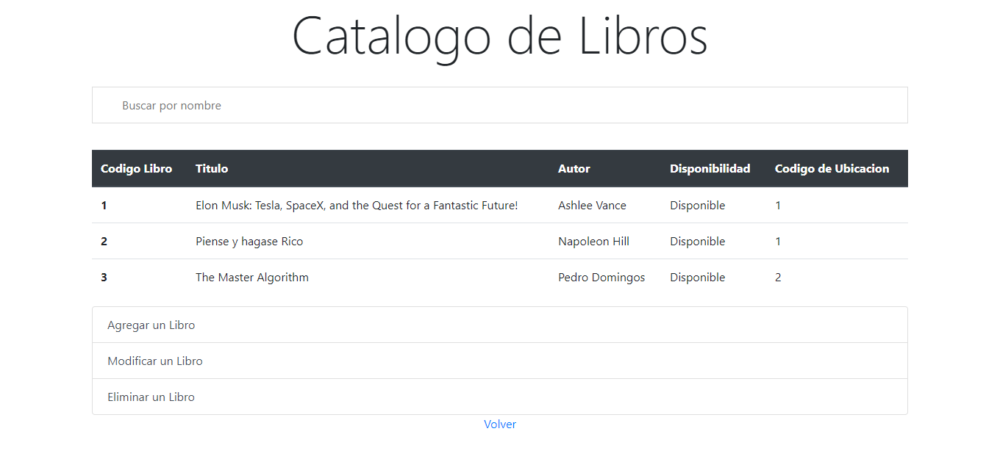 Catalogo de Libros
Buscar por nombre
Codigo Libro Titulo Autor Disponibilidad Codigo de Ubicacion
1 Elon Musk: Tesla, SpaceX, and the Quest for a Fantastic Future! Ashlee Vance Disponible 1
2 Piense y hagase Rico Napoleon Hill Disponible 1
3 The Master Algorithm Pedro Domingos Disponible 2
Agregar un Libro
Modificar un Libro
Eliminar un Libro
Volver